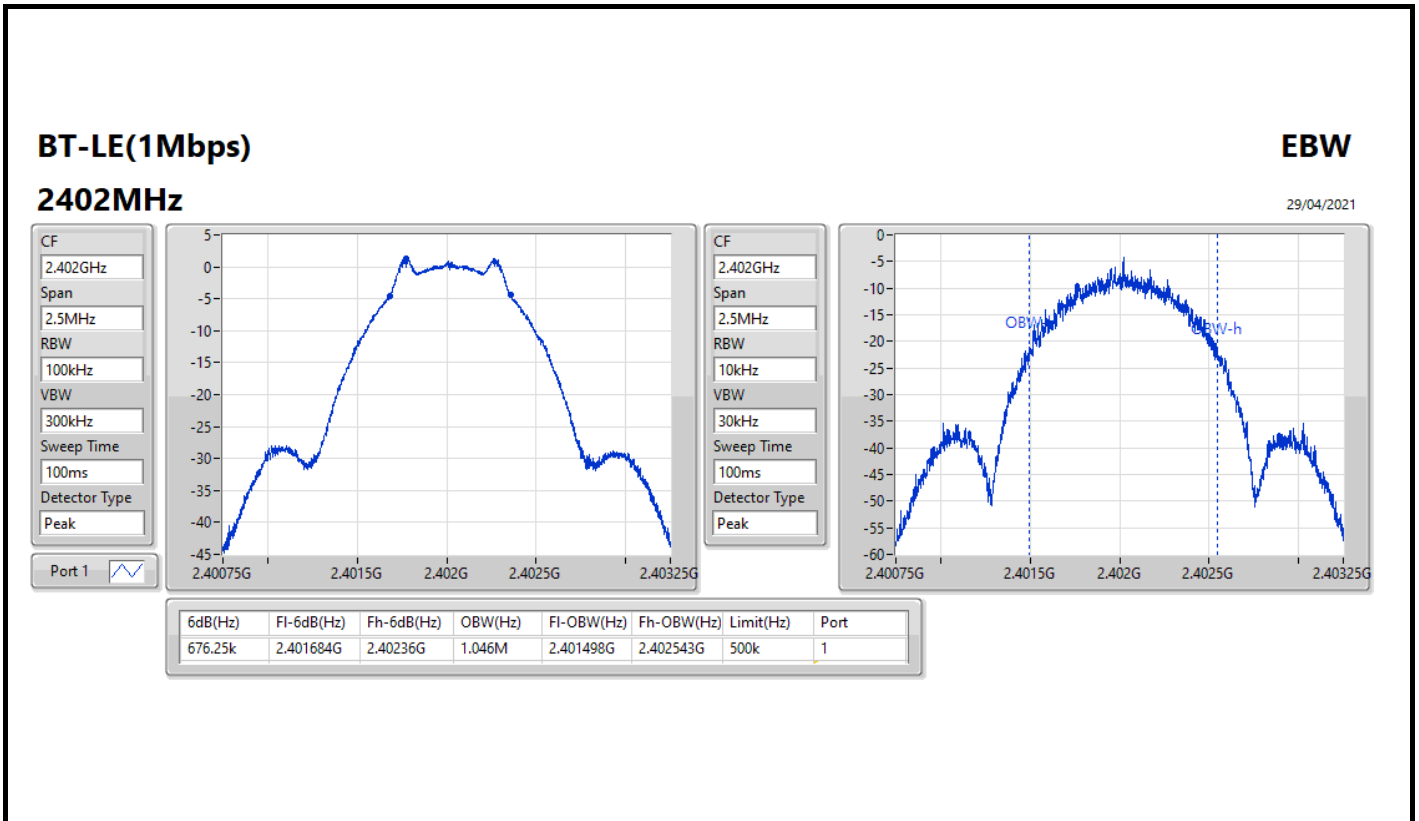 BT-LE(1Mbps)
EBW
2402MHz
29/04/2021
CF
2.402GHz
Span
2.5MHz
RBW
100kHz
VBW
300kHz
Sweep Time
100ms
Detector Type
Peak
Port 1
5
0
-5
-10
-15
-20
-25
-30
-35
-40
-45
2.40075G 2.4015G 2.402G 2.4025G 2.40325G
CF
2.402GHz
Span
2.5MHz
RBW
10kHz
VBW
30kHz
Sweep Time
100ms
Detector Type
Peak
0
-5
-10
-15
-20
-25
-30
-35
-40
-45
-50
-55
-60
OBW-h
2.40075G 2.4015G 2.402G 2.4025G 2.40325G
6dB(Hz) Fl-6dB(Hz) Fh-6dB(Hz) OBW(Hz) Fl-OBW(Hz) Fh-OBW(Hz) Limit(Hz) Port
676.25k 2.401684G 2.40236G 1.046M 2.401498G 2.402543G 500k 1